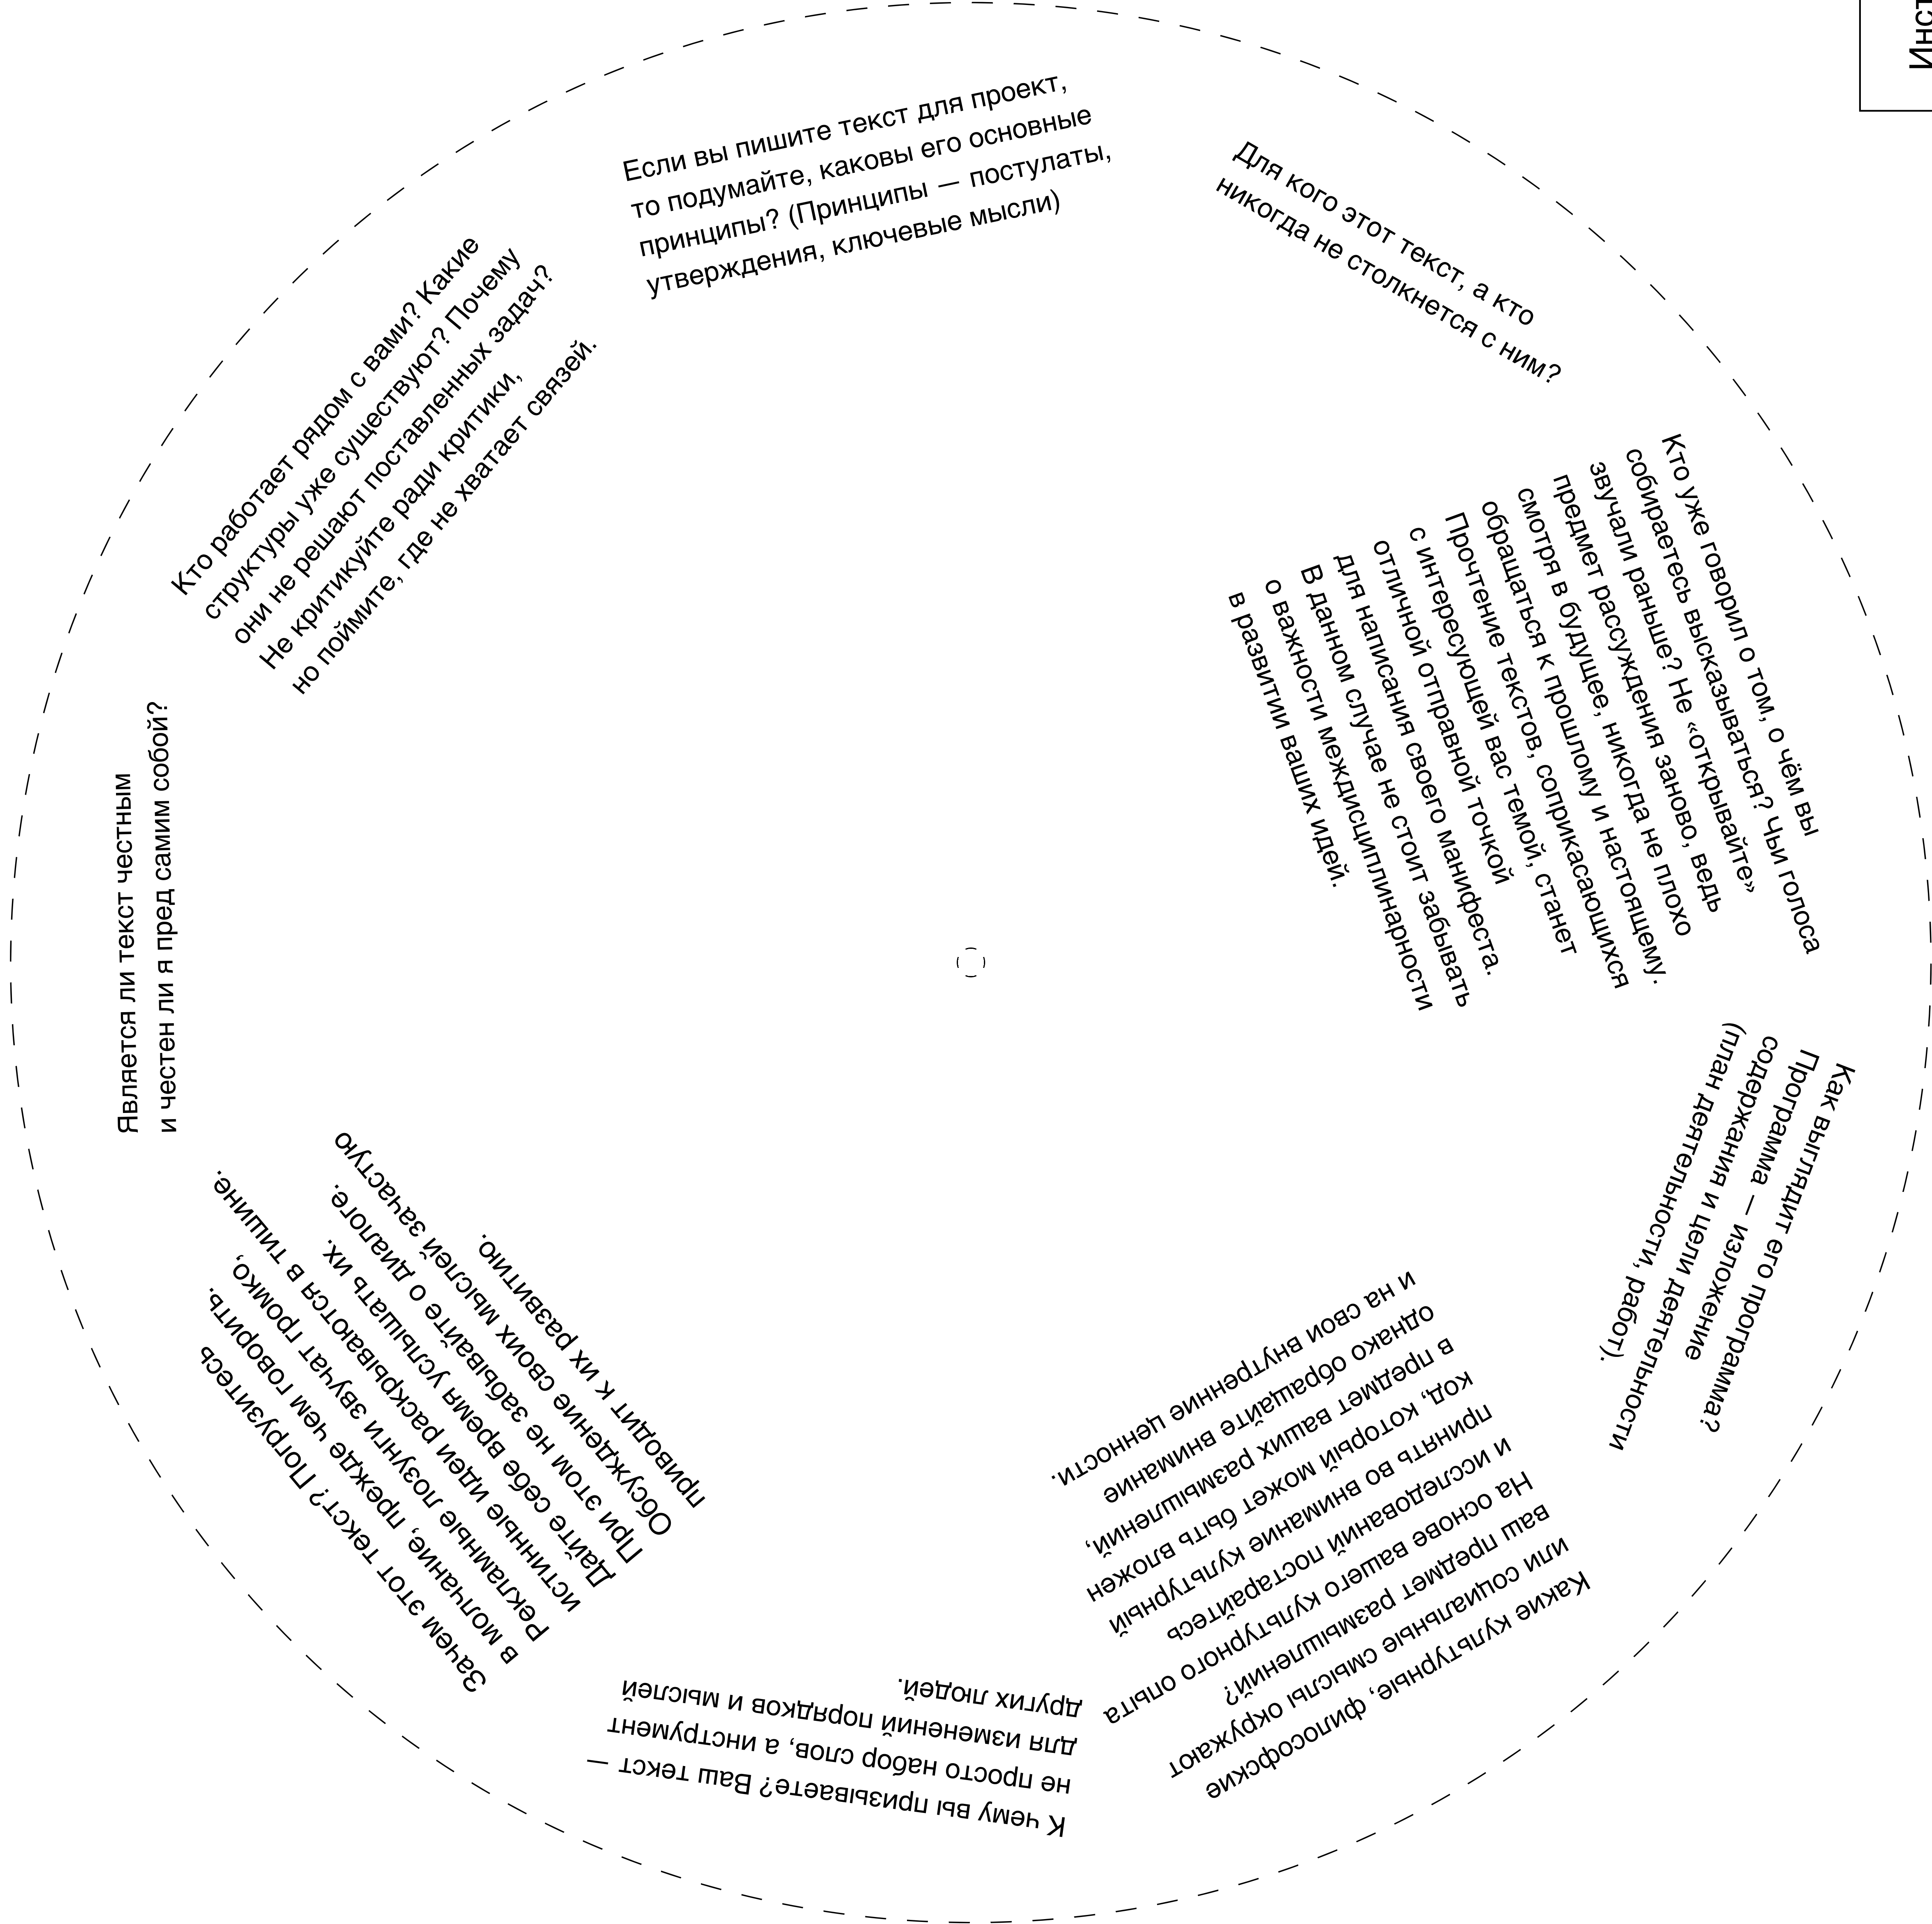 Если вы пишите текст для проект,
то подумайте, каковы его основные
принципы? (Принципы — постулаты,
утверждения, ключевые мысли)
Для кого этот текст, а кто
никогда не столкнется с ним?
Кто уже говорил о том, о чём вы
собираетесь высказываться? Чьи голоса
звучали раньше? Не «открывайте»
предмет рассуждения заново, ведь
смотря в будущее, никогда не плохо
обращаться к прошлому и настоящему.
Прочтение текстов, соприкасающихся
с интересующей вас темой, станет
отличной отправной точкой
для написания своего манифеста.
В данном случае не стоит забывать
о важности междисциплинарности
в развитии ваших идей.
Как выглядит его программа?
Программа — изложение
содержания и цели деятельности
(план деятельности, работ).
Какие культурные, философские
или социальные смыслы окружают
ваш предмет размышлений?
На основе вашего культурного опыта
и исследований постарайтесь
принять во внимание культурный
код, который может быть вложен
в предмет ваших размышлений,
однако обращайте внимание
и на свои внутренние ценности.
К чему вы призываете? Ваш текст —
не просто набор слов, а инструмент
для изменений порядков и мыслей
других людей.
Зачем этот текст? Погрузитесь
в молчание, прежде чем говорить.
Рекламные лозунги звучат громко,
истинные идеи раскрываются в тишине.
Дайте себе время услышать их.
При этом не забывайте о диалоге.
Обсуждение своих мыслей зачастую
приводит к их развитию.
Является ли текст честным
и честен ли я пред самим собой?
Кто работает рядом с вами? Какие
структуры уже существуют? Почему
они не решают поставленных задач?
Не критикуйте ради критики,
но поймите, где не хватает связей.